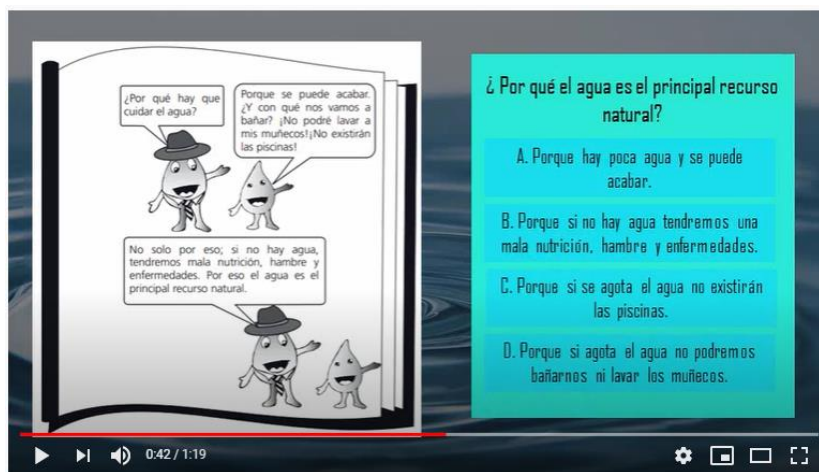 ¿Por qué hay que
cuidar el agua?
Porque se puede acabar.
¿Y con qué nos vamos a
bañar? ¡No podré lavar a
mis muñecos!¡No existirán
las piscinas!
No solo por eso; si no hay agua,
tendremos mala nutrición, hambre y
enfermedades. Por eso el agua es el
principal recurso natural.
¿ Por qué el agua es el principal recurso
natural?
A. Porque hay poca agua y se puede
acabar.
B. Porque si no hay agua tendremos una
mala nutrición, hambre y enfermedades.
C. Porque si se agota el agua no existirán
las piscinas.
D. Porque si agota el agua no podremos
bañarnos ni lavar los muñecos.
0:42 / 1:19